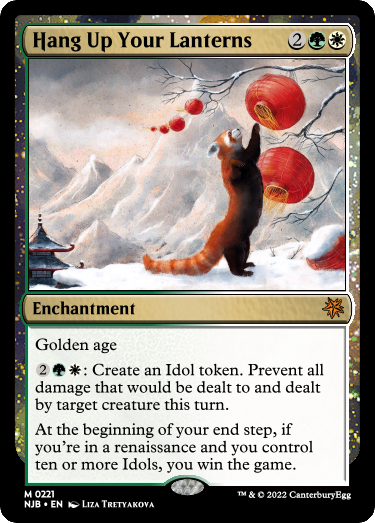 Hang Up Your Lanterns 2
Enchantment
Golden age
2: Create an Idol token. Prevent all
damage that would be dealt to and dealt
by target creature this turn.
At the beginning of your end step, if
you're in a renaissance and you control
ten or more Idols, you win the game.
M 0221
NJB • EN Liza Tretyakova
™ & © 2022 CanterburyEgg